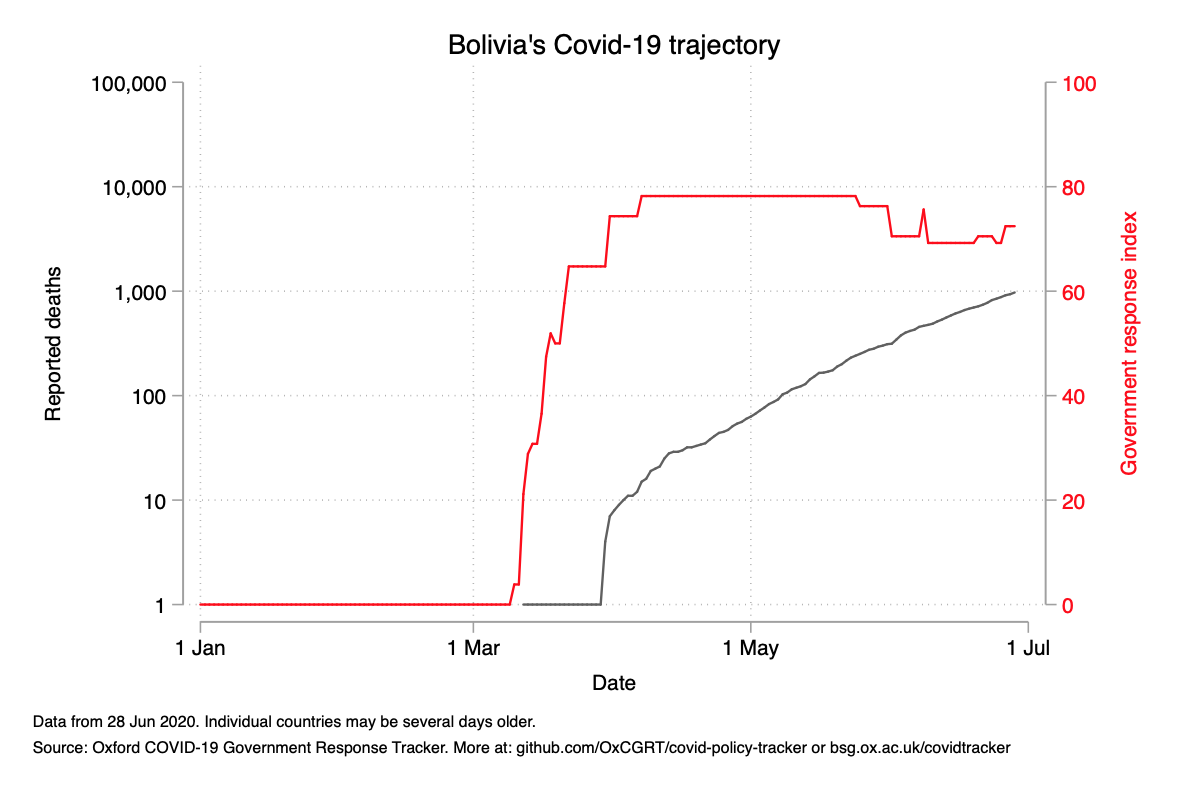 Bolivia's Covid-19 trajectory
100,000
10,000
1,000
100
10
1
Reported deaths
100
80
60
40
20
0
Government response index
1 Jan
1 Mar
1 May
1 Jul
Date
Data from 28 Jun 2020. Individual countries may be several days older.
Source: Oxford COVID-19 Government Response Tracker. More at: github.com/OxCGRT/covid-policy-tracker or bsg.ox.ac.uk/covidtracker